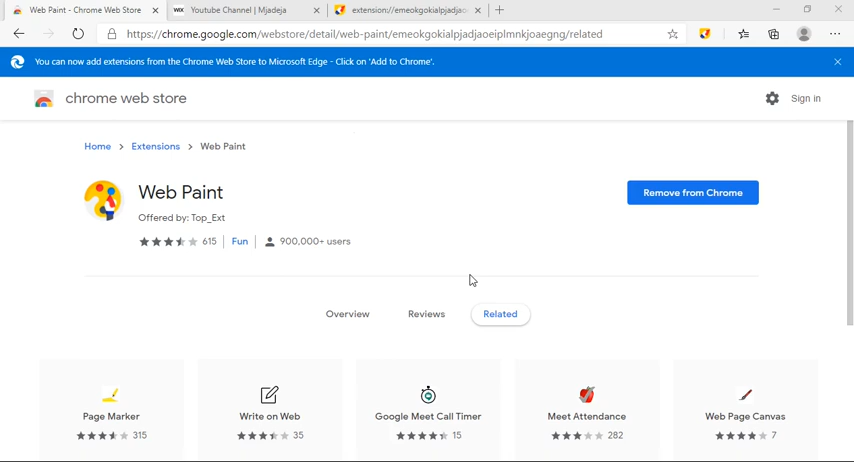 Web Paint - Chrome Web Store
WIX Youtube Channel | Mjadeja
extension://emeokgokialpjadjao
https://chrome.google.com/webstore/detail/web-paint/emeokgokialpjadjaoeiplmnkjoaegng/related
You can now add extensions from the Chrome Web Store to Microsoft Edge - Click on 'Add to Chrome'.
chrome web store
Sign in
Home > Extensions > Web Paint
Web Paint
Remove from Chrome
Offered by: Top_Ext
615 Fun 900,000+ users
Overview Reviews Related
Page Marker Write on Web Google Meet Call Timer Meet Attendance Web Page Canvas
315 35 15 282 7